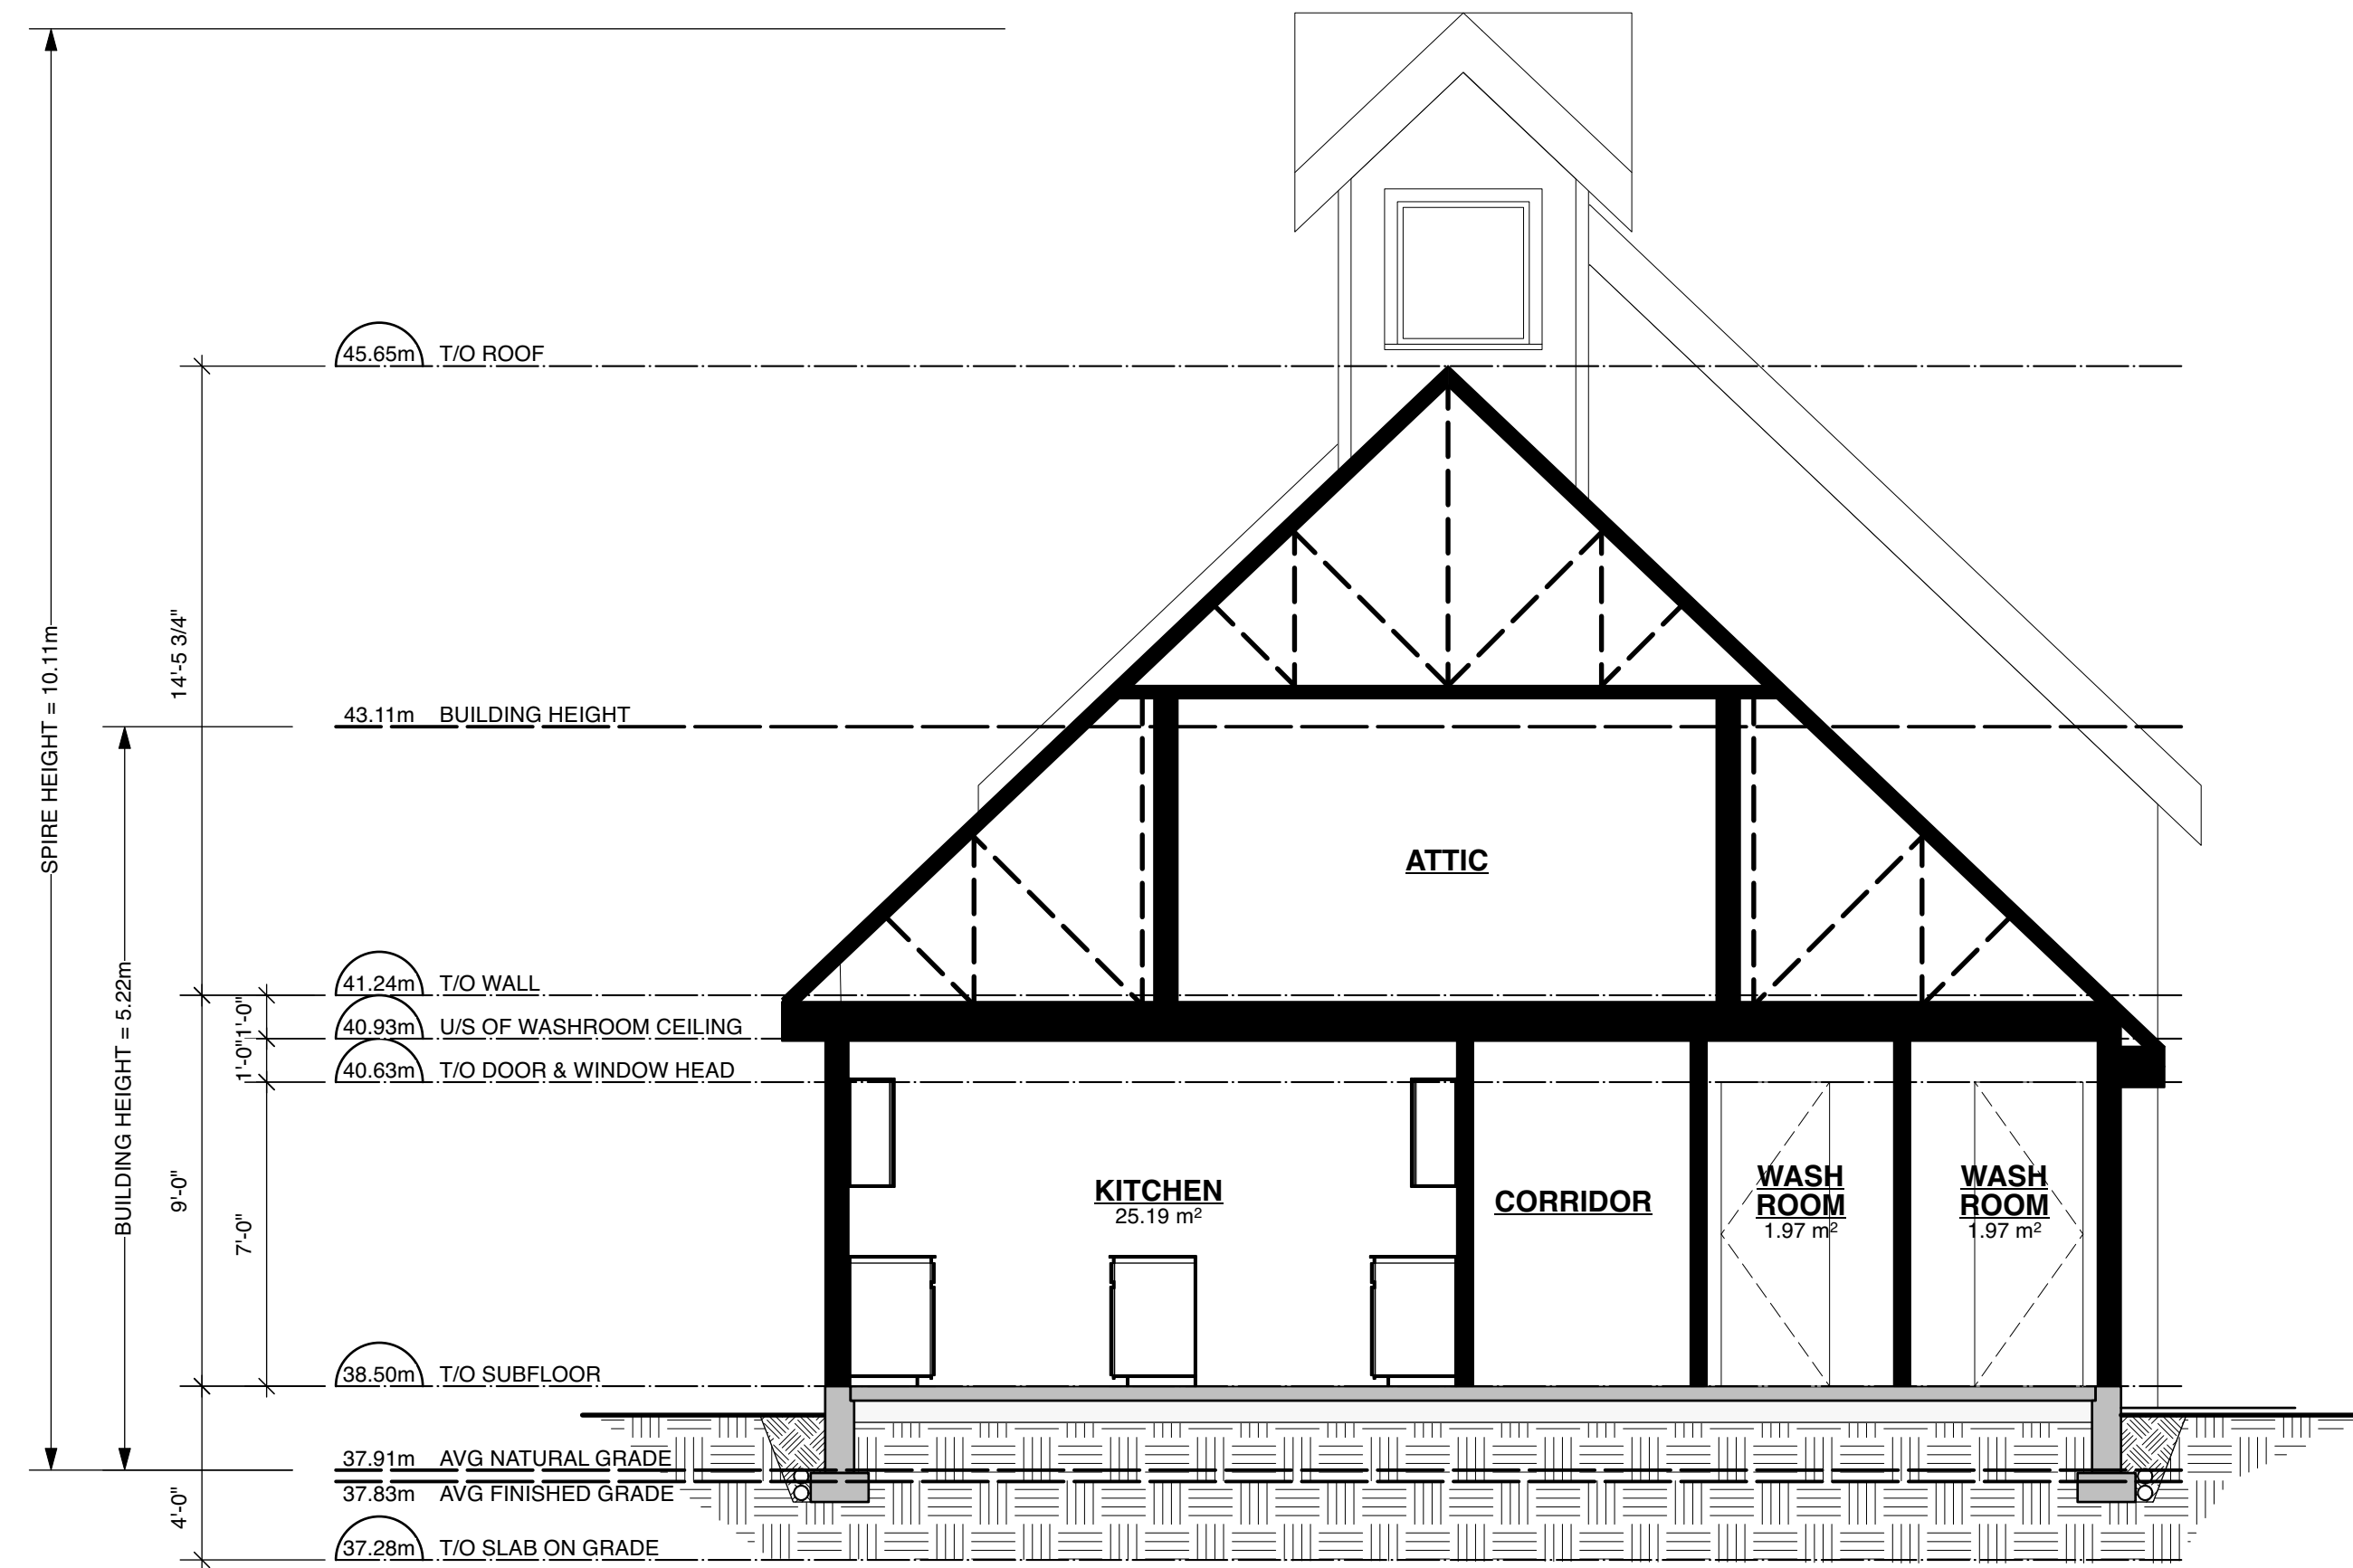 SPIRE HEIGHT = 10.11m
BUILDING HEIGHT = 5.22m
14'-5 3/4"
9'-0"
4'-0"
1'-0"
1'-0"
7'-0"
45.65m T/O ROOF
43.11m BUILDING HEIGHT
41.24m T/O WALL
40.93m U/S OF WASHROOM CEILING
40.63m T/O DOOR & WINDOW HEAD
38.50m T/O SUBFLOOR
37.91m AVG NATURAL GRADE
37.83m AVG FINISHED GRADE
37.28m T/O SLAB ON GRADE
ATTIC
KITCHEN
25.19 m²
CORRIDOR
WASH
ROOM
1.97 m²
WASH
ROOM
1.97 m²